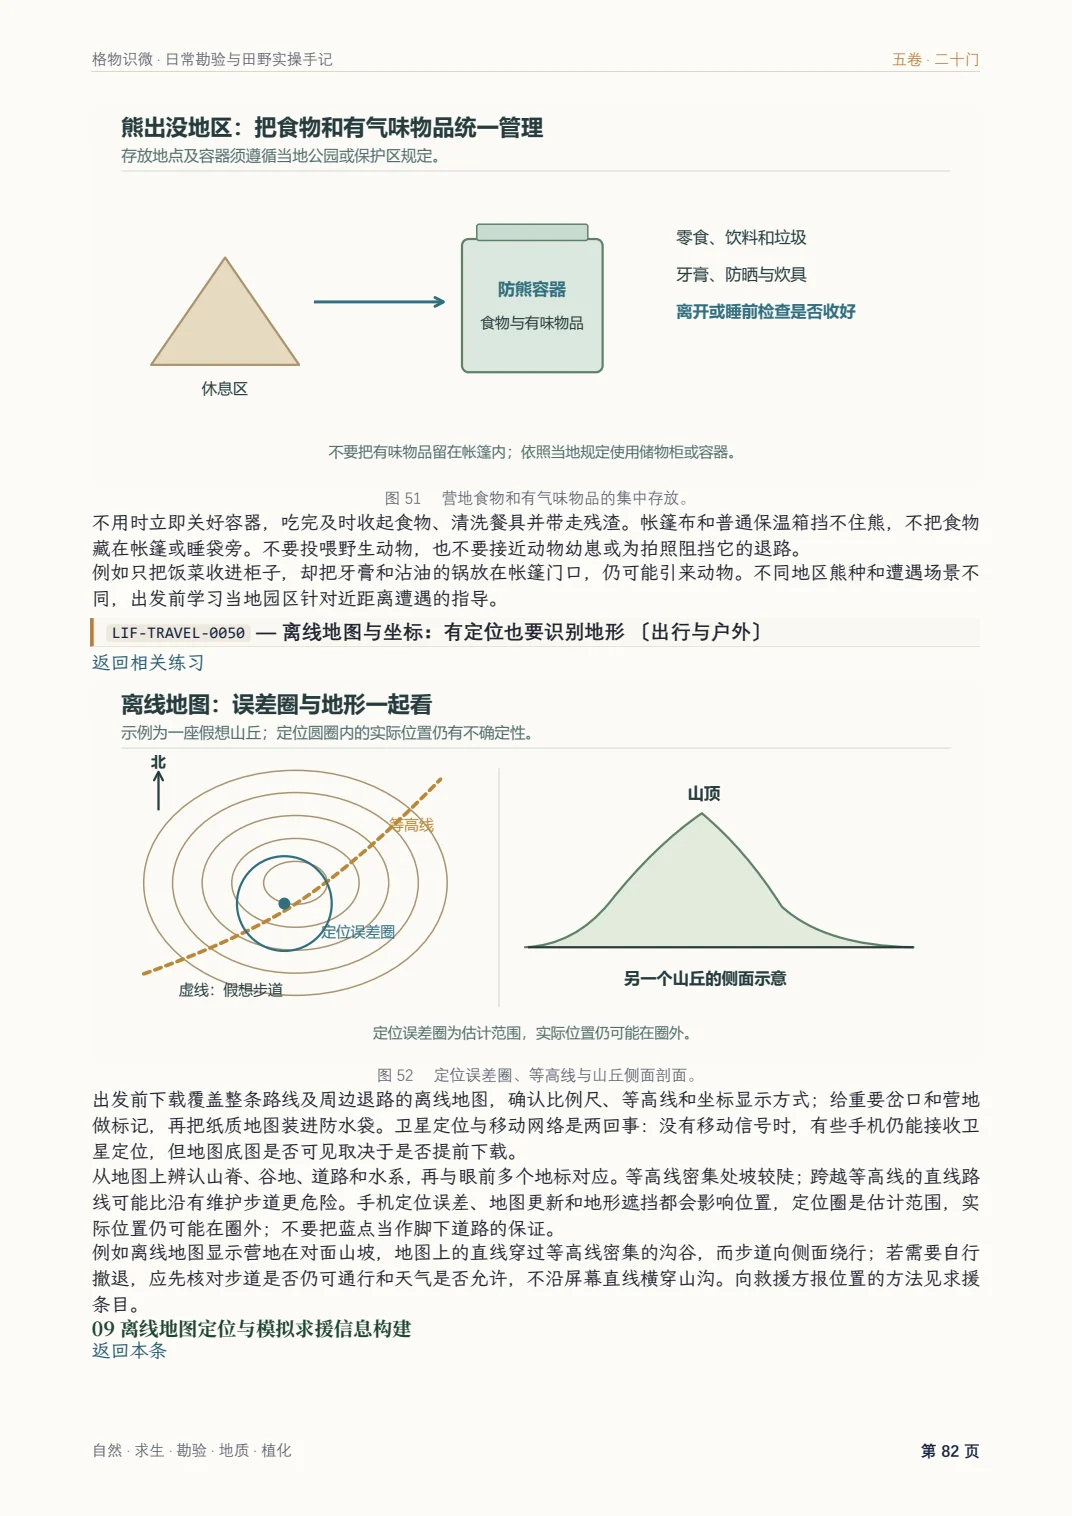 格物识微 · 日常勘验与田野实操手记
五卷 · 二十门
熊出没地区：把食物和有气味物品统一管理
存放地点及容器须遵循当地公园或保护区规定。
防熊容器
食物与有味物品
休息区
零食、饮料和垃圾
牙膏、防晒与炊具
离开或睡前检查是否收好
不要把有味物品留在帐篷内；依照当地规定使用储物柜或容器。
图 51 营地食物和有气味物品的集中存放。
不用时立即关好容器，吃完及时收起食物、清洗餐具并带走残渣。帐篷布和普通保温箱挡不住熊，不把食物
藏在帐篷或睡袋旁。不要投喂野生动物，也不要接近动物幼崽或为拍照阻挡它的退路。
例如只把饭菜收进柜子，却把牙膏和沾油的锅放在帐篷门口，仍可能引来动物。不同地区熊种和遭遇场景不
同，出发前学习当地园区针对近距离遭遇的指导。
LIF-TRAVEL-0050 — 离线地图与坐标：有定位也要识别地形 〔出行与户外〕
返回相关练习
离线地图：误差圈与地形一起看
示例为一座假想山丘；定位圆圈内的实际位置仍有不确定性。
北
等高线
定位误差圈
虚线：假想步道
山顶
另一个山丘的侧面示意
定位误差圈为估计范围，实际位置仍可能在圈外。
图 52 定位误差圈、等高线与山丘侧面剖面。
出发前下载覆盖整条路线及周边退路的离线地图，确认比例尺、等高线和坐标显示方式；给重要岔口和营地
做标记，再把纸质地图装进防水袋。卫星定位与移动网络是两回事：没有移动信号时，有些手机仍能接收卫
星定位，但地图底图是否可见取决于是否提前下载。
从地图上辨认山脊、谷地、道路和水系，再与眼前多个地标对应。等高线密集处坡较陡；跨越等高线的直线路
线可能比沿有维护步道更危险。手机定位误差、地图更新和地形遮挡都会影响位置，定位圈是估计范围，实
际位置仍可能在圈外；不要把蓝点当作脚下道路的保证。
例如离线地图显示营地在对面山坡，地图上的直线穿过等高线密集的沟谷，而步道向侧面绕行；若需要自行
撤退，应先核对步道是否仍可通行和天气是否允许，不沿屏幕直线横穿山沟。向救援方报位置的方法见求援
条目。
09 离线地图定位与模拟求援信息构建
返回本条
自然 · 求生 · 勘验 · 地质 · 植化
第 82 页